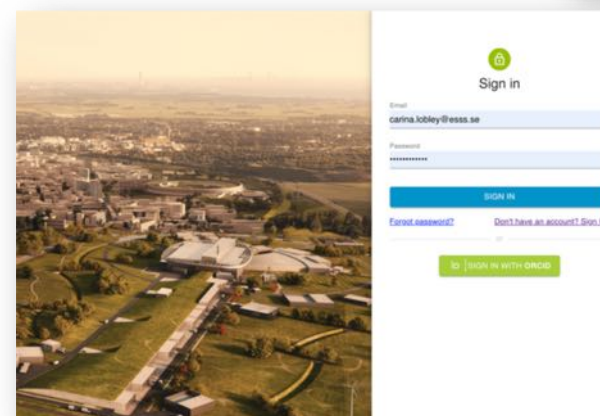 Sign in
Email
carina.lobley@esss.se
Password
************
SIGN IN
Forgot password?
Don't have an account? Sign
or
iD SIGN IN WITH ORCID